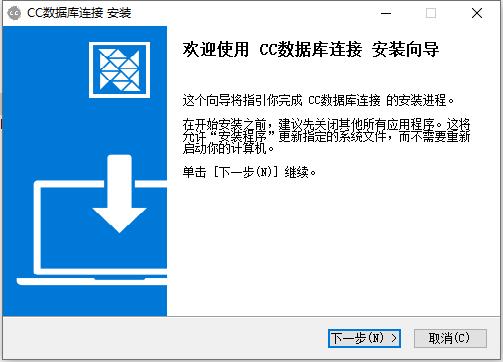 CC数据库连接 安装
欢迎使用 CC数据库连接 安装向导
这个向导将指引你完成 CC数据库连接 的安装进程。
在开始安装之前，建议先关闭其他所有应用程序。这将
允许“安装程序”更新指定的系统文件，而不需要重新
启动你的计算机。
单击 [下一步(N)] 继续。
下一步(N) >
取消(C)